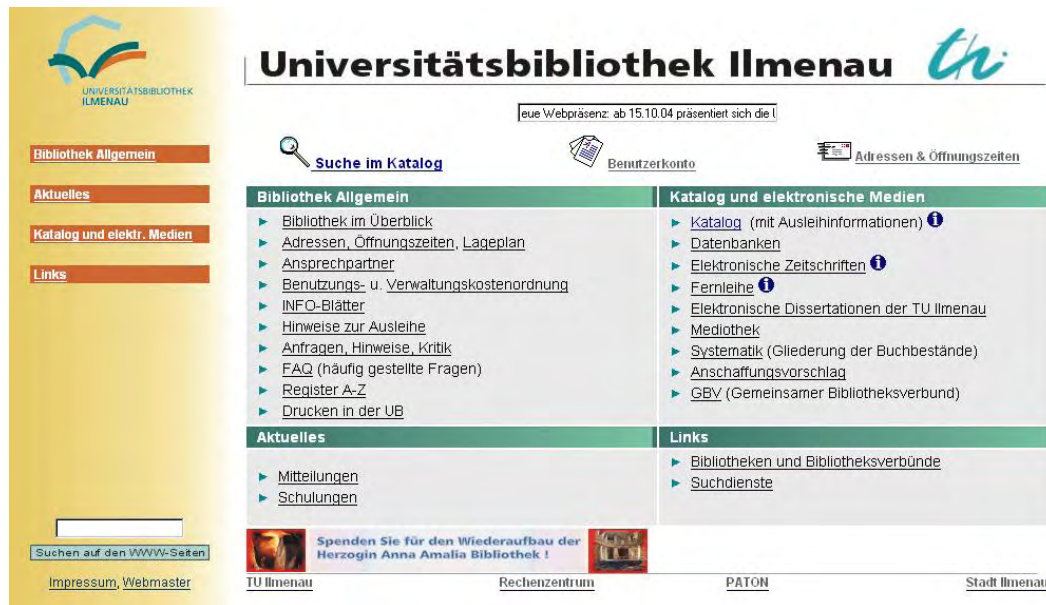 UNIVERSITÄTSBIBLIOTHEK
ILMENAU
Universitätsbibliothek Ilmenau
th
eue Webpräsenz: ab 15.10.04 präsentiert sich die U
Suche im Katalog
Benutzerkonto
Adressen & Öffnungszeiten
Bibliothek Allgemein
Aktuelles
Katalog und elektr. Medien
Links
Bibliothek Allgemein
Bibliothek im Überblick
Adressen, Öffnungszeiten, Lageplan
Ansprechpartner
Benutzungs- u. Verwaltungskostenordnung
INFO-Blätter
Hinweise zur Ausleihe
Anfragen, Hinweise, Kritik
FAQ (häufig gestellte Fragen)
Register A-Z
Drucken in der UB
Katalog und elektronische Medien
Katalog (mit Ausleihinformationen) i
Datenbanken
Elektronische Zeitschriften i
Fernleihe i
Elektronische Dissertationen der TU Ilmenau
Mediothek
Systematik (Gliederung der Buchbestände)
Anschaffungsvorschlag
GBV (Gemeinsamer Bibliotheksverbund)
Aktuelles
Mitteilungen
Schulungen
Links
Bibliotheken und Bibliotheksverbünde
Suchdienste
Suchen auf den WWW-Seiten
Impressum, Webmaster
Spenden Sie für den Wiederaufbau der
Herzogin Anna Amalia Bibliothek !
TU Ilmenau Rechenzentrum PATON Stadt Ilmenau